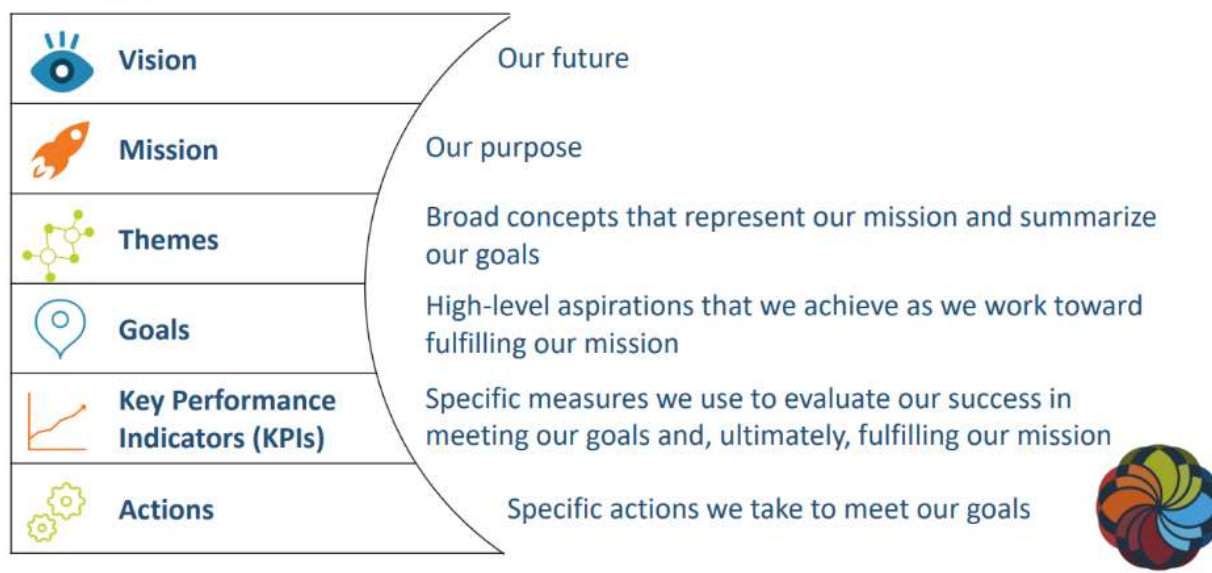 Vision
Our future
Mission
Our purpose
Themes
Broad concepts that represent our mission and summarize
our goals
Goals
High-level aspirations that we achieve as we work toward
fulfilling our mission
Key Performance
Indicators (KPIs)
Specific measures we use to evaluate our success in
meeting our goals and, ultimately, fulfilling our mission
Actions
Specific actions we take to meet our goals